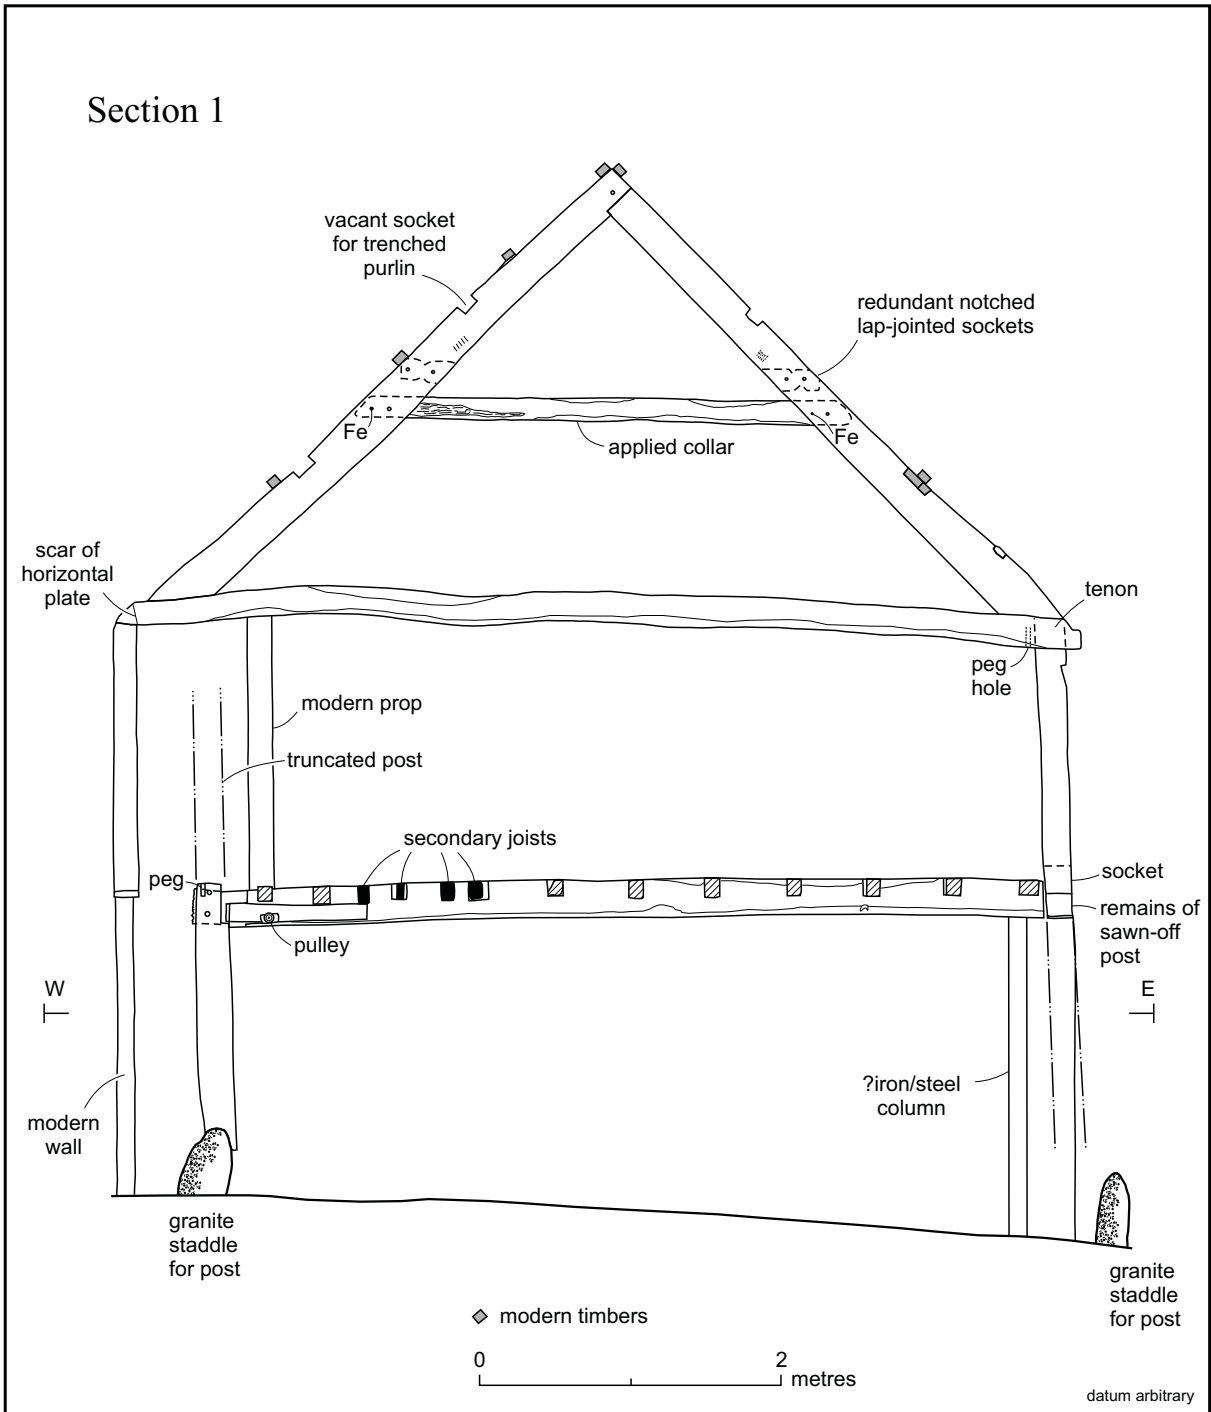 Section 1
vacant socket
for trenched
purlin
redundant notched
lap-jointed sockets
Fe
Fe
applied collar
scar of
horizontal
plate
tenon
peg
hole
modern prop
truncated post
secondary joists
peg
socket
remains of
sawn-off
post
pulley
W
E
?iron/steel
column
modern
wall
granite
staddle
for post
granite
staddle
for post
modern timbers
0
2
metres
datum arbitrary